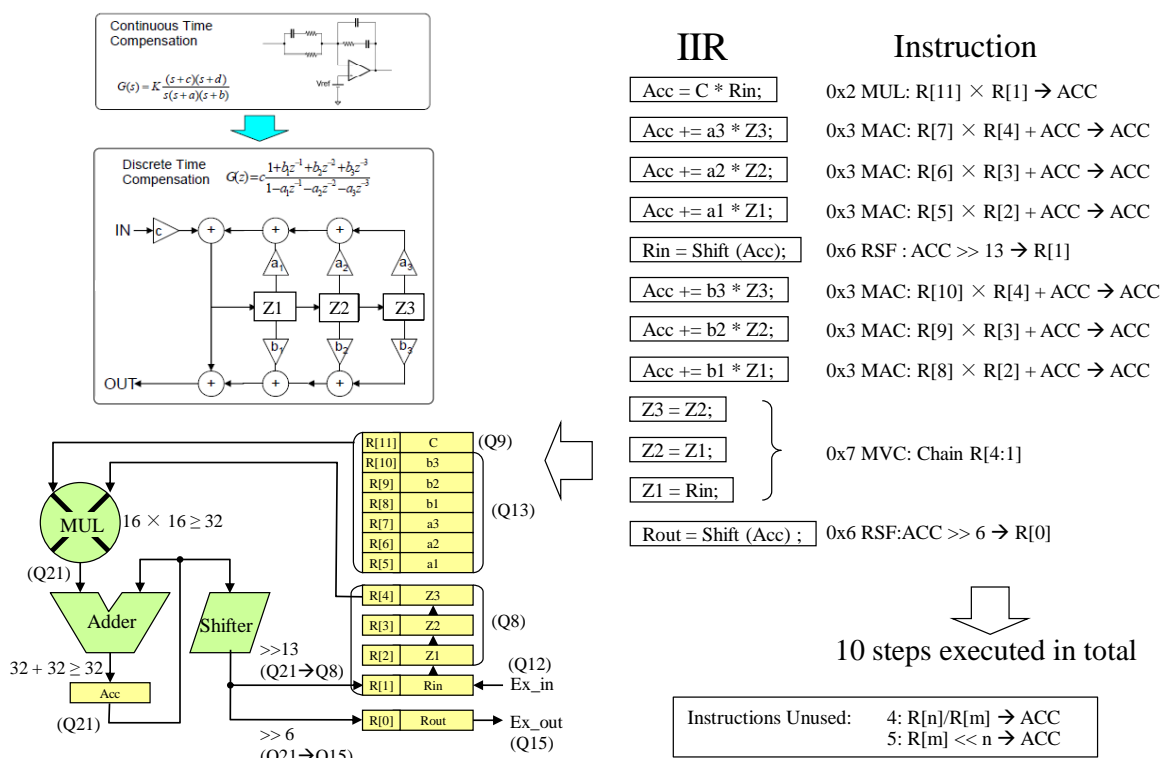 Continuous Time
Compensation
G(s) = K (s+c)(s+d) / s(s+a)(s+b)
Vref
Discrete Time
Compensation
G(z) = c 1+b₁z⁻¹+b₂z⁻²+b₃z⁻³ / 1−a₁z⁻¹−a₂z⁻²−a₃z⁻³
IN
c
+
+
+
a₁
a₂
a₃
Z1
Z2
Z3
b₁
b₂
b₃
OUT
+
+
+
IIR
Instruction
Acc = C * Rin;
0x2 MUL: R[11] × R[1] → ACC
Acc += a3 * Z3;
0x3 MAC: R[7] × R[4] + ACC → ACC
Acc += a2 * Z2;
0x3 MAC: R[6] × R[3] + ACC → ACC
Acc += a1 * Z1;
0x3 MAC: R[5] × R[2] + ACC → ACC
Rin = Shift (Acc);
0x6 RSF : ACC >> 13 → R[1]
Acc += b3 * Z3;
0x3 MAC: R[10] × R[4] + ACC → ACC
Acc += b2 * Z2;
0x3 MAC: R[9] × R[3] + ACC → ACC
Acc += b1 * Z1;
0x3 MAC: R[8] × R[2] + ACC → ACC
Z3 = Z2;
Z2 = Z1;
Z1 = Rin;
0x7 MVC: Chain R[4:1]
Rout = Shift (Acc) ;
0x6 RSF:ACC >> 6 → R[0]
10 steps executed in total
Instructions Unused: 4: R[n]/R[m] → ACC
5: R[m] << n → ACC
R[11] C
(Q9)
R[10] b3
R[9] b2
R[8] b1
R[7] a3
R[6] a2
R[5] a1
(Q13)
MUL
16 × 16 ≥ 32
(Q21)
Adder
Shifter
32 + 32 ≥ 32
Acc
(Q21)
>>13
(Q21→Q8)
R[4] Z3
R[3] Z2
R[2] Z1
(Q8)
R[1] Rin
(Q12)
Ex_in
R[0] Rout
Ex_out
(Q15)
>> 6
(Q21→Q15)